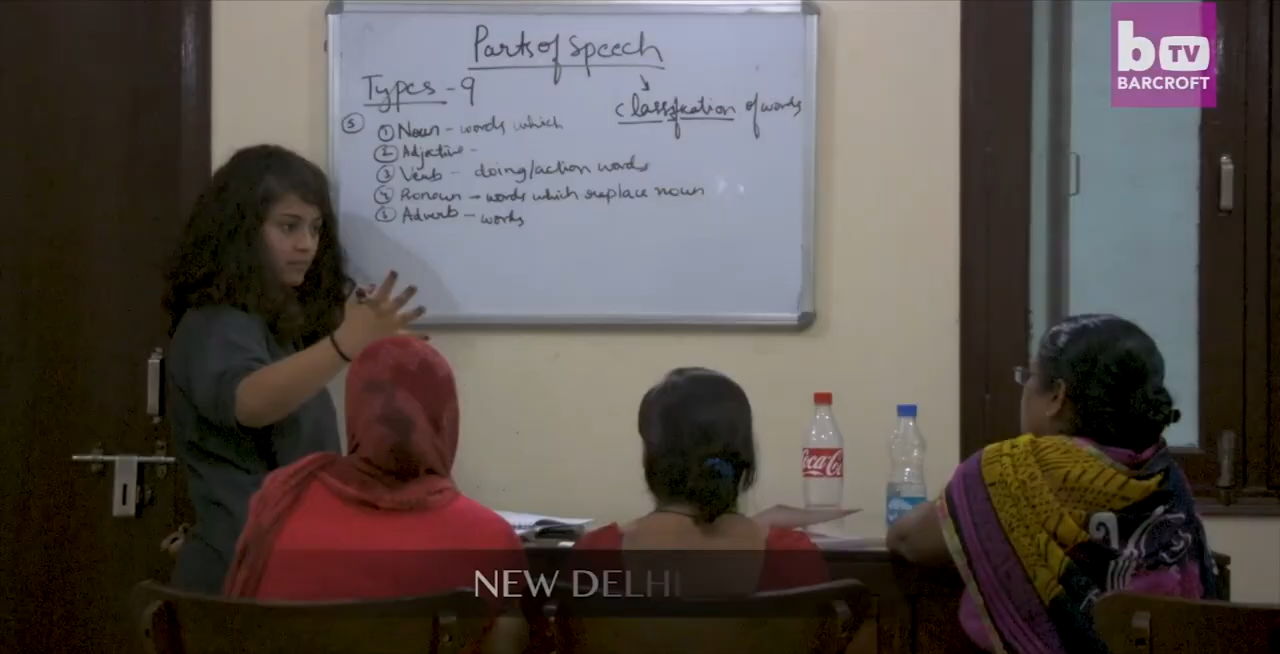 Parts of Speech
Types - 9
classification of words
5
① Noun - words which
② Adjective -
③ Verb - doing/action words
④ Pronoun - words which replace noun
⑤ Adverb - words
b TV
BARCROFT
Coca-Co
NEW DELHI